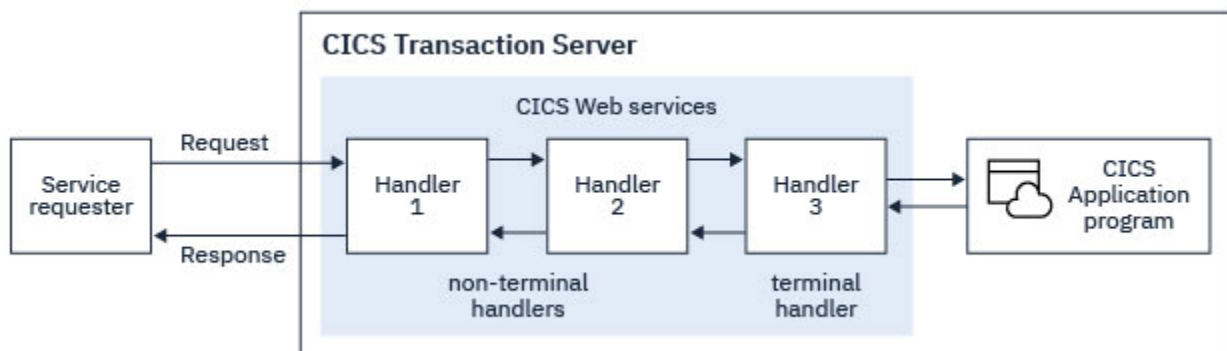 CICS Transaction Server
CICS Web services
Request
Service
requester
Handler
1
Handler
2
Handler
3
CICS
Application
program
Response
non-terminal
handlers
terminal
handler